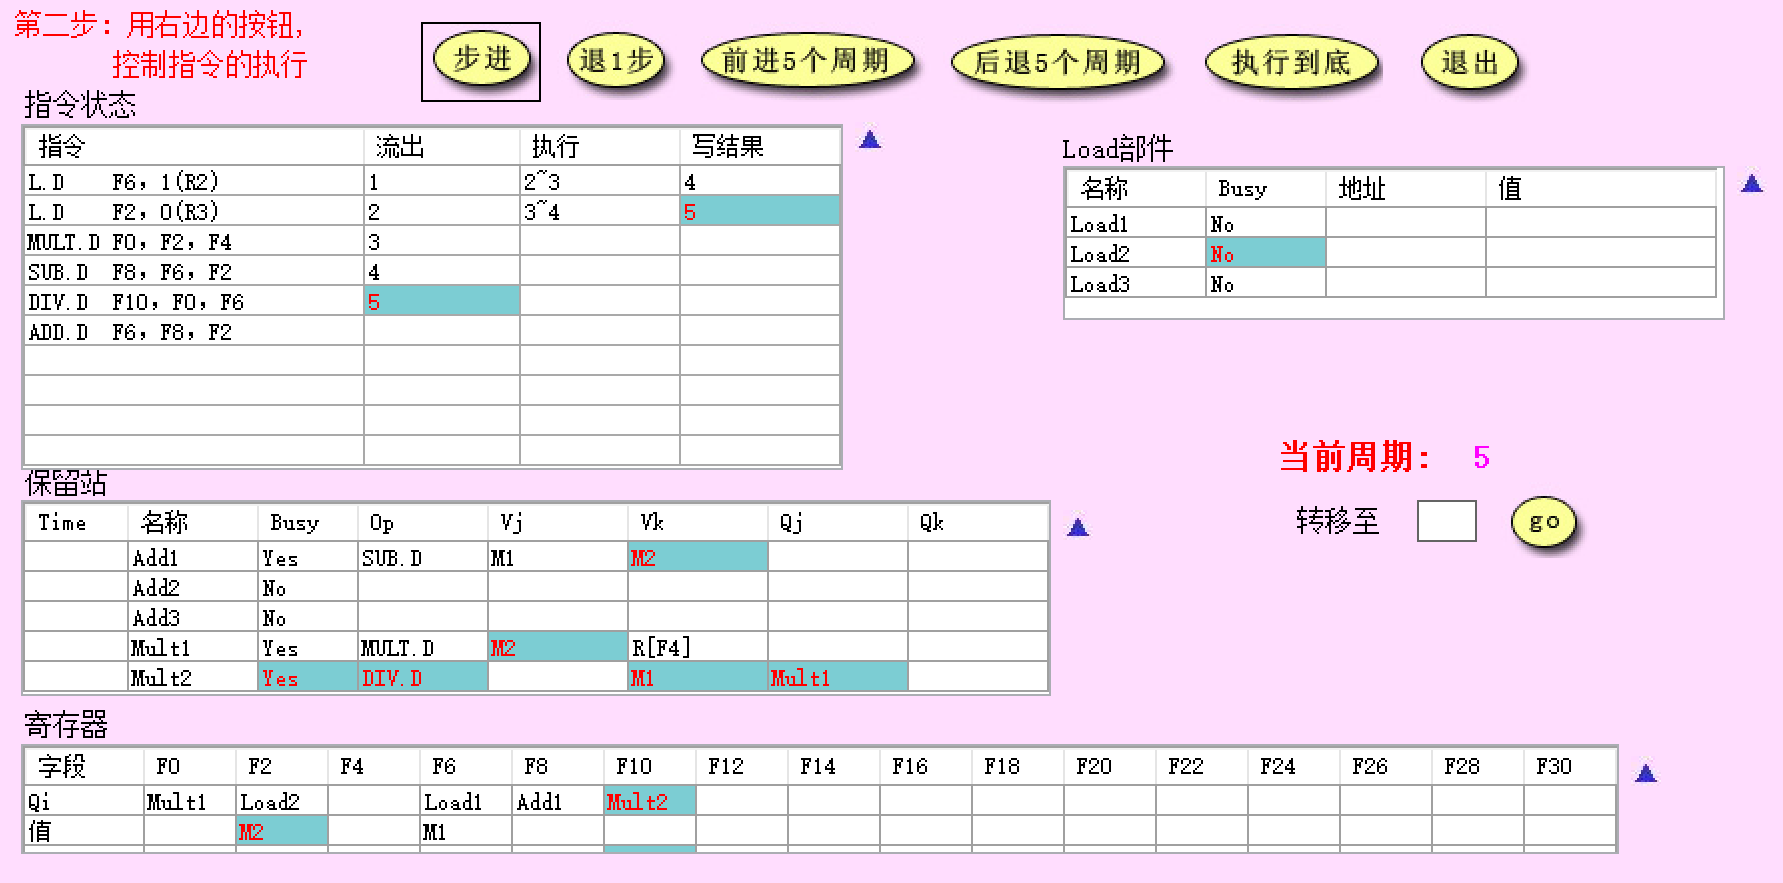 第二步：用右边的按钮，
控制指令的执行
步进 退1步 前进5个周期 后退5个周期 执行到底 退出
指令状态
指令 流出 执行 写结果
L.D F6，1(R2) 1 2~3 4
L.D F2，0(R3) 2 3~4 5
MULT.D F0，F2，F4 3
SUB.D F8，F6，F2 4
DIV.D F10，F0，F6 5
ADD.D F6，F8，F2
Load部件
名称 Busy 地址 值
Load1 No
Load2 No
Load3 No
当前周期： 5
转移至 go
保留站
Time 名称 Busy Op Vj Vk Qj Qk
Add1 Yes SUB.D M1 M2
Add2 No
Add3 No
Mult1 Yes MULT.D M2 R[F4]
Mult2 Yes DIV.D M1 Mult1
寄存器
字段 F0 F2 F4 F6 F8 F10 F12 F14 F16 F18 F20 F22 F24 F26 F28 F30
Qi Mult1 Load2 Load1 Add1 Mult2
值 M2 M1